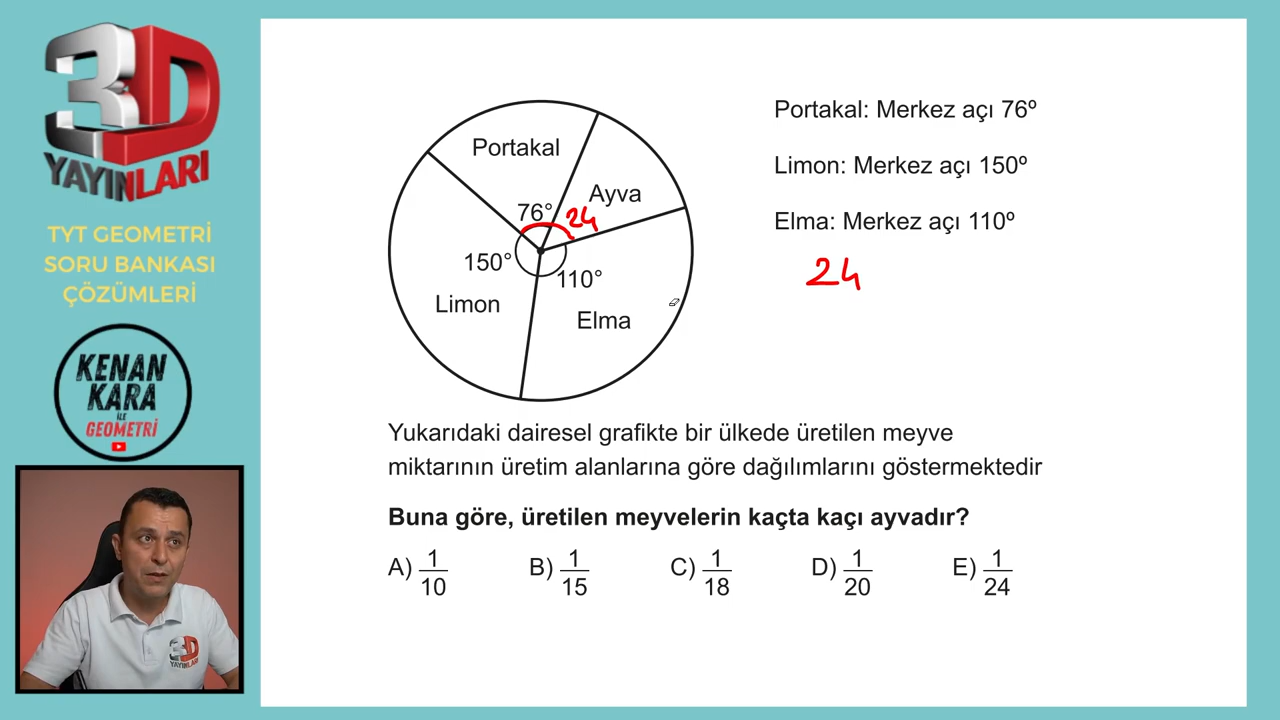 3D
YAYINLARI
TYT GEOMETRİ
SORU BANKASI
ÇÖZÜMLERİ
KENAN
KARA
İLE
GEOMETRİ
3D
YAYINLARI
Portakal
76°
24
Ayva
150°
Limon
110°
Elma
Portakal: Merkez açı 76º
Limon: Merkez açı 150º
Elma: Merkez açı 110º
24
Yukarıdaki dairesel grafikte bir ülkede üretilen meyve
miktarının üretim alanlarına göre dağılımlarını göstermektedir
Buna göre, üretilen meyvelerin kaçta kaçı ayvadır?
A) 1/10 B) 1/15 C) 1/18 D) 1/20 E) 1/24